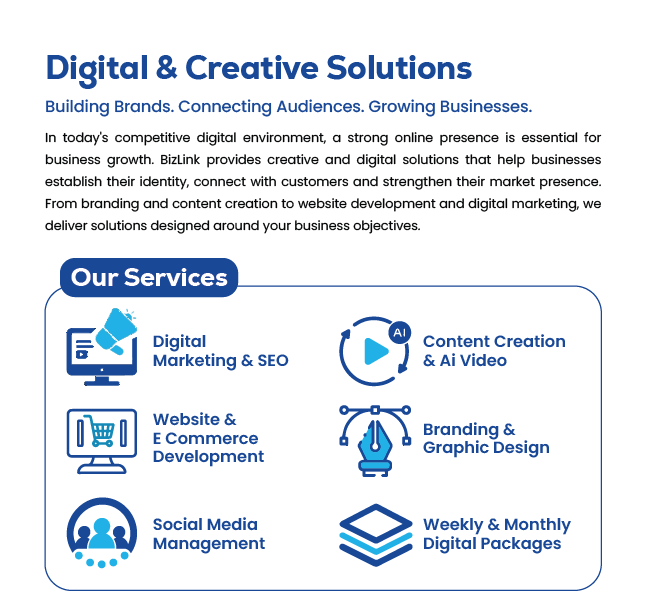 Digital & Creative Solutions
Building Brands. Connecting Audiences. Growing Businesses.
In today's competitive digital environment, a strong online presence is essential for
business growth. BizLink provides creative and digital solutions that help businesses
establish their identity, connect with customers and strengthen their market presence.
From branding and content creation to website development and digital marketing, we
deliver solutions designed around your business objectives.
Our Services
Digital
Marketing & SEO
AI
Content Creation
& Ai Video
Website &
E Commerce
Development
Branding &
Graphic Design
Social Media
Management
Weekly & Monthly
Digital Packages